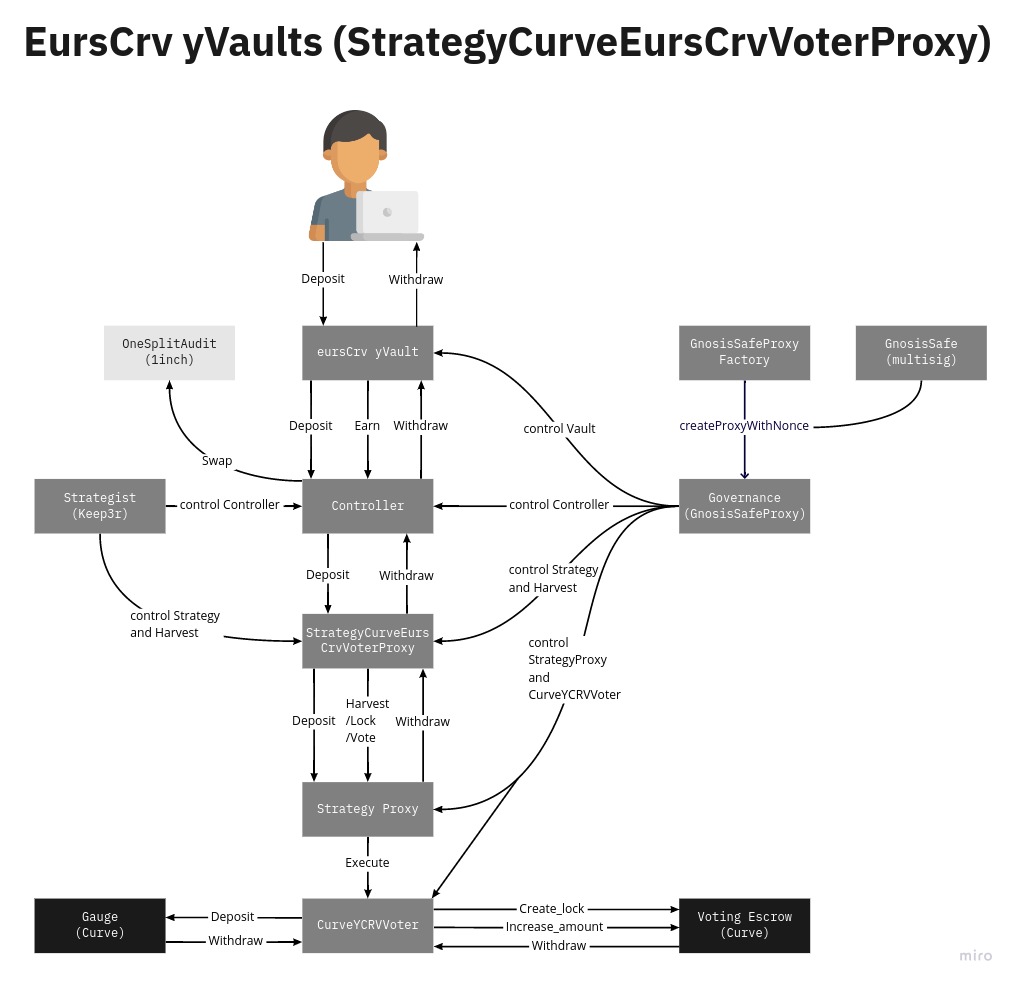 EursCrv yVaults (StrategyCurveEursCrvVoterProxy)
Deposit
Withdraw
OneSplitAudit
(1inch)
eursCrv yVault
GnosisSafeProxy
Factory
GnosisSafe
(multisig)
Deposit
Earn
Withdraw
control Vault
createProxyWithNonce
Swap
Strategist
(Keep3r)
control Controller
Controller
control Controller
Governance
(GnosisSafeProxy)
Deposit
Withdraw
control Strategy
and Harvest
control Strategy
and Harvest
StrategyCurveEurs
CrvVoterProxy
control
StrategyProxy
and
CurveYCRVVoter
Deposit
Harvest
/Lock
/Vote
Withdraw
Strategy Proxy
Execute
Gauge
(Curve)
Deposit
Withdraw
CurveYCRVVoter
Create_lock
Increase_amount
Withdraw
Voting Escrow
(Curve)
miro